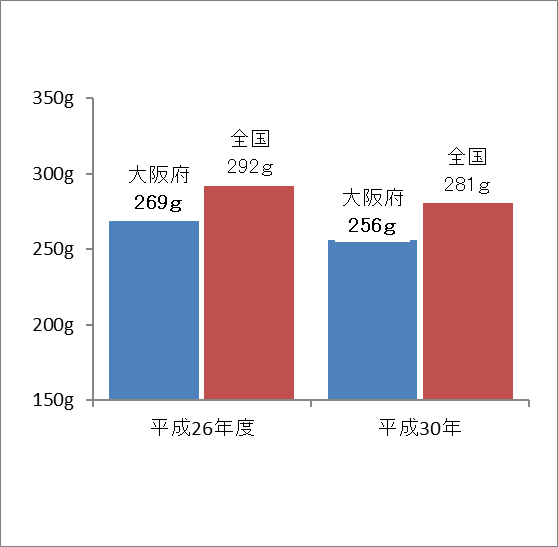 350g
300g
250g
200g
150g
大阪府
269g
全国
292g
大阪府
256g
全国
281g
平成26年度
平成30年